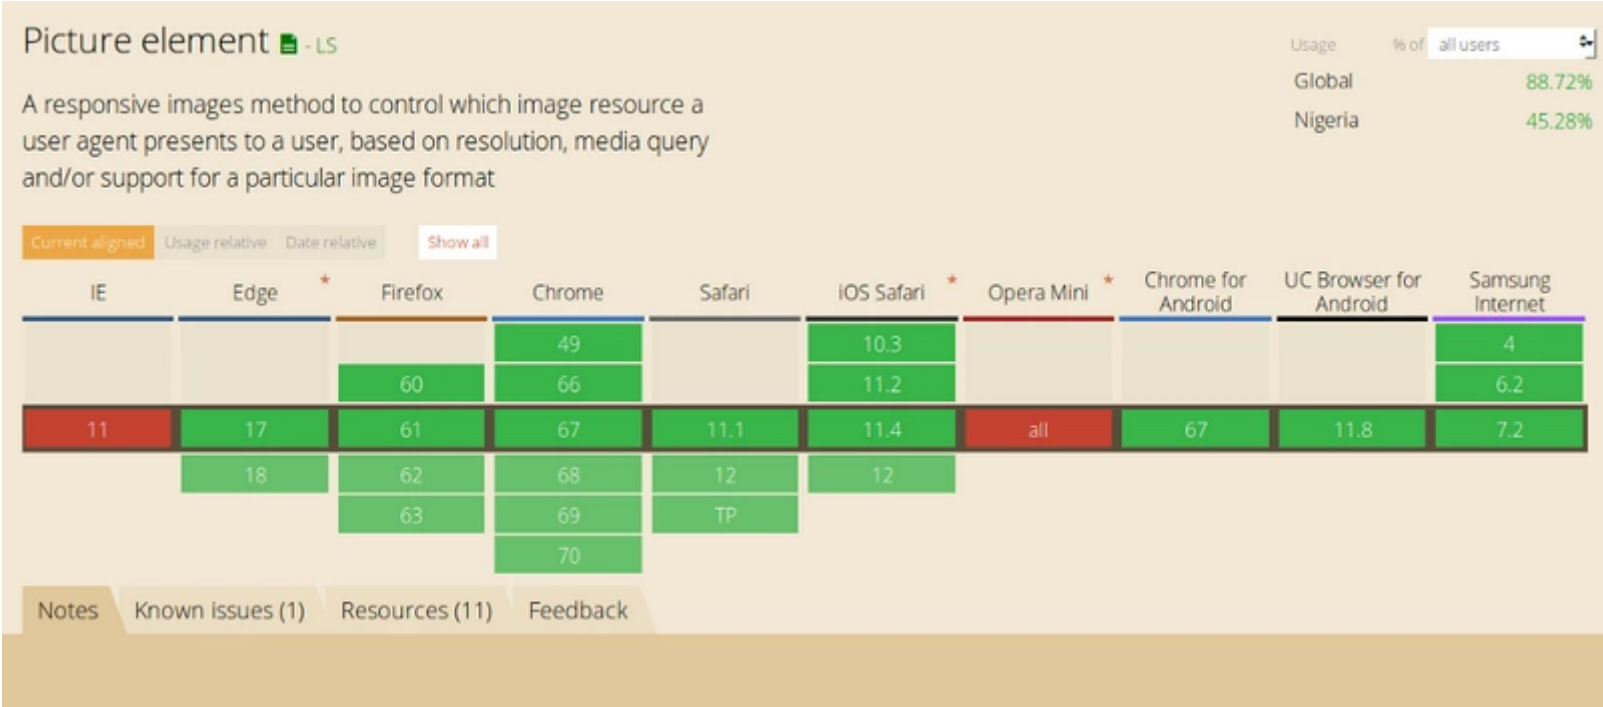 Picture element - LS
Usage % of all users
Global 88.72%
Nigeria 45.28%
A responsive images method to control which image resource a
user agent presents to a user, based on resolution, media query
and/or support for a particular image format
Current aligned Usage relative Date relative Show all
IE Edge * Firefox Chrome Safari iOS Safari * Opera Mini * Chrome for Android UC Browser for Android Samsung Internet
49 10.3 4
60 66 11.2 6.2
11 17 61 67 11.1 11.4 all 67 11.8 7.2
18 62 68 12 12
63 69 TP
70
Notes Known issues (1) Resources (11) Feedback